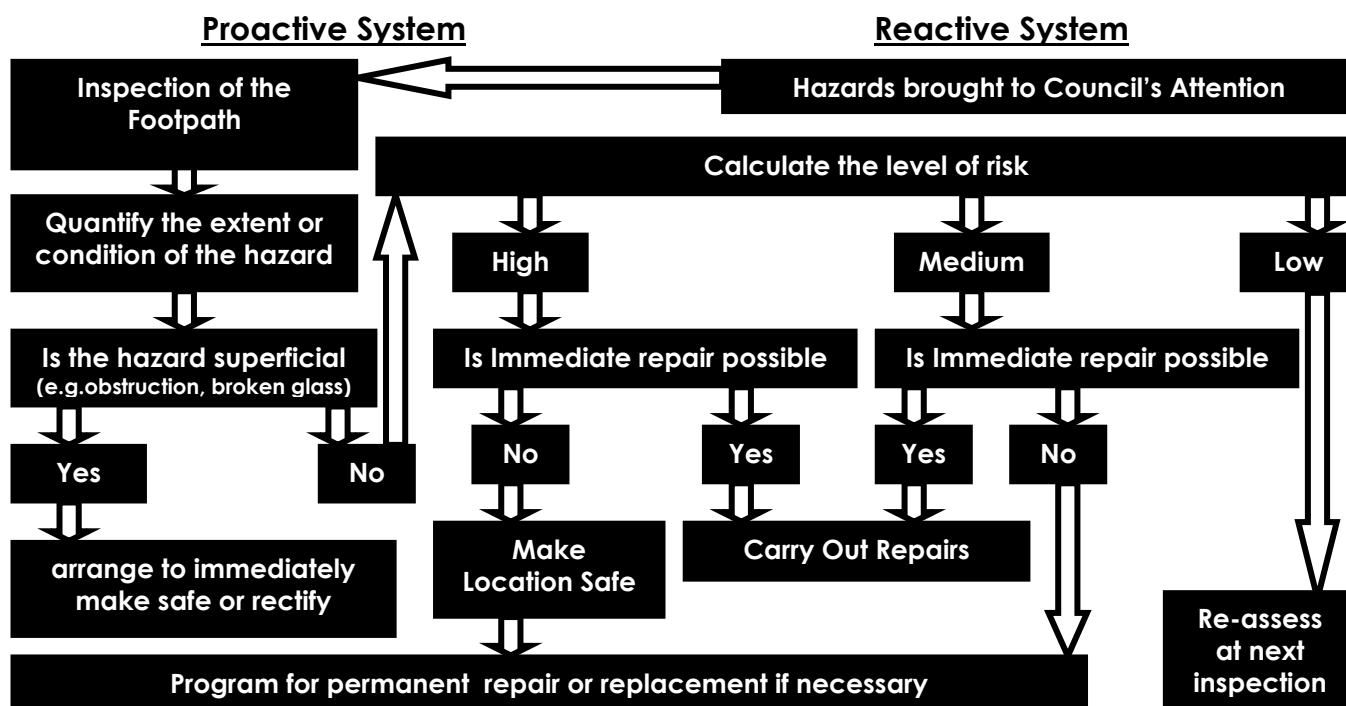 Proactive System
Reactive System
Inspection of the
Footpath
Hazards brought to Council’s Attention
Calculate the level of risk
Quantify the extent or
condition of the hazard
High
Medium
Low
Is the hazard superficial
(e.g.obstruction, broken glass)
Is Immediate repair possible
Is Immediate repair possible
Yes
No
No
Yes
Yes
No
arrange to immediately
make safe or rectify
Make
Location Safe
Carry Out Repairs
Re-assess
at next
inspection
Program for permanent  repair or replacement if necessary